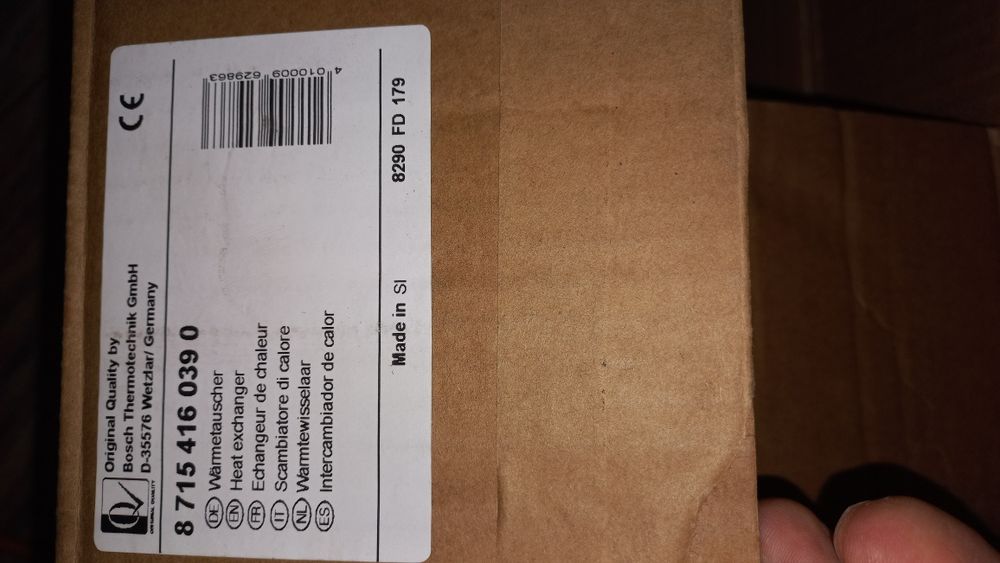 Original Quality by
Bosch Thermotechnik GmbH
D-35576 Wetzlar/ Germany
CE
ORIGINAL QUALITY
8 715 416 039 0
4 010009 629863
DE Wärmetauscher
EN Heat exchanger
FR Echangeur de chaleur
IT Scambiatore di calore
NL Warmtewisselaar
ES Intercambiador de calor
Made in SI
8290 FD 179